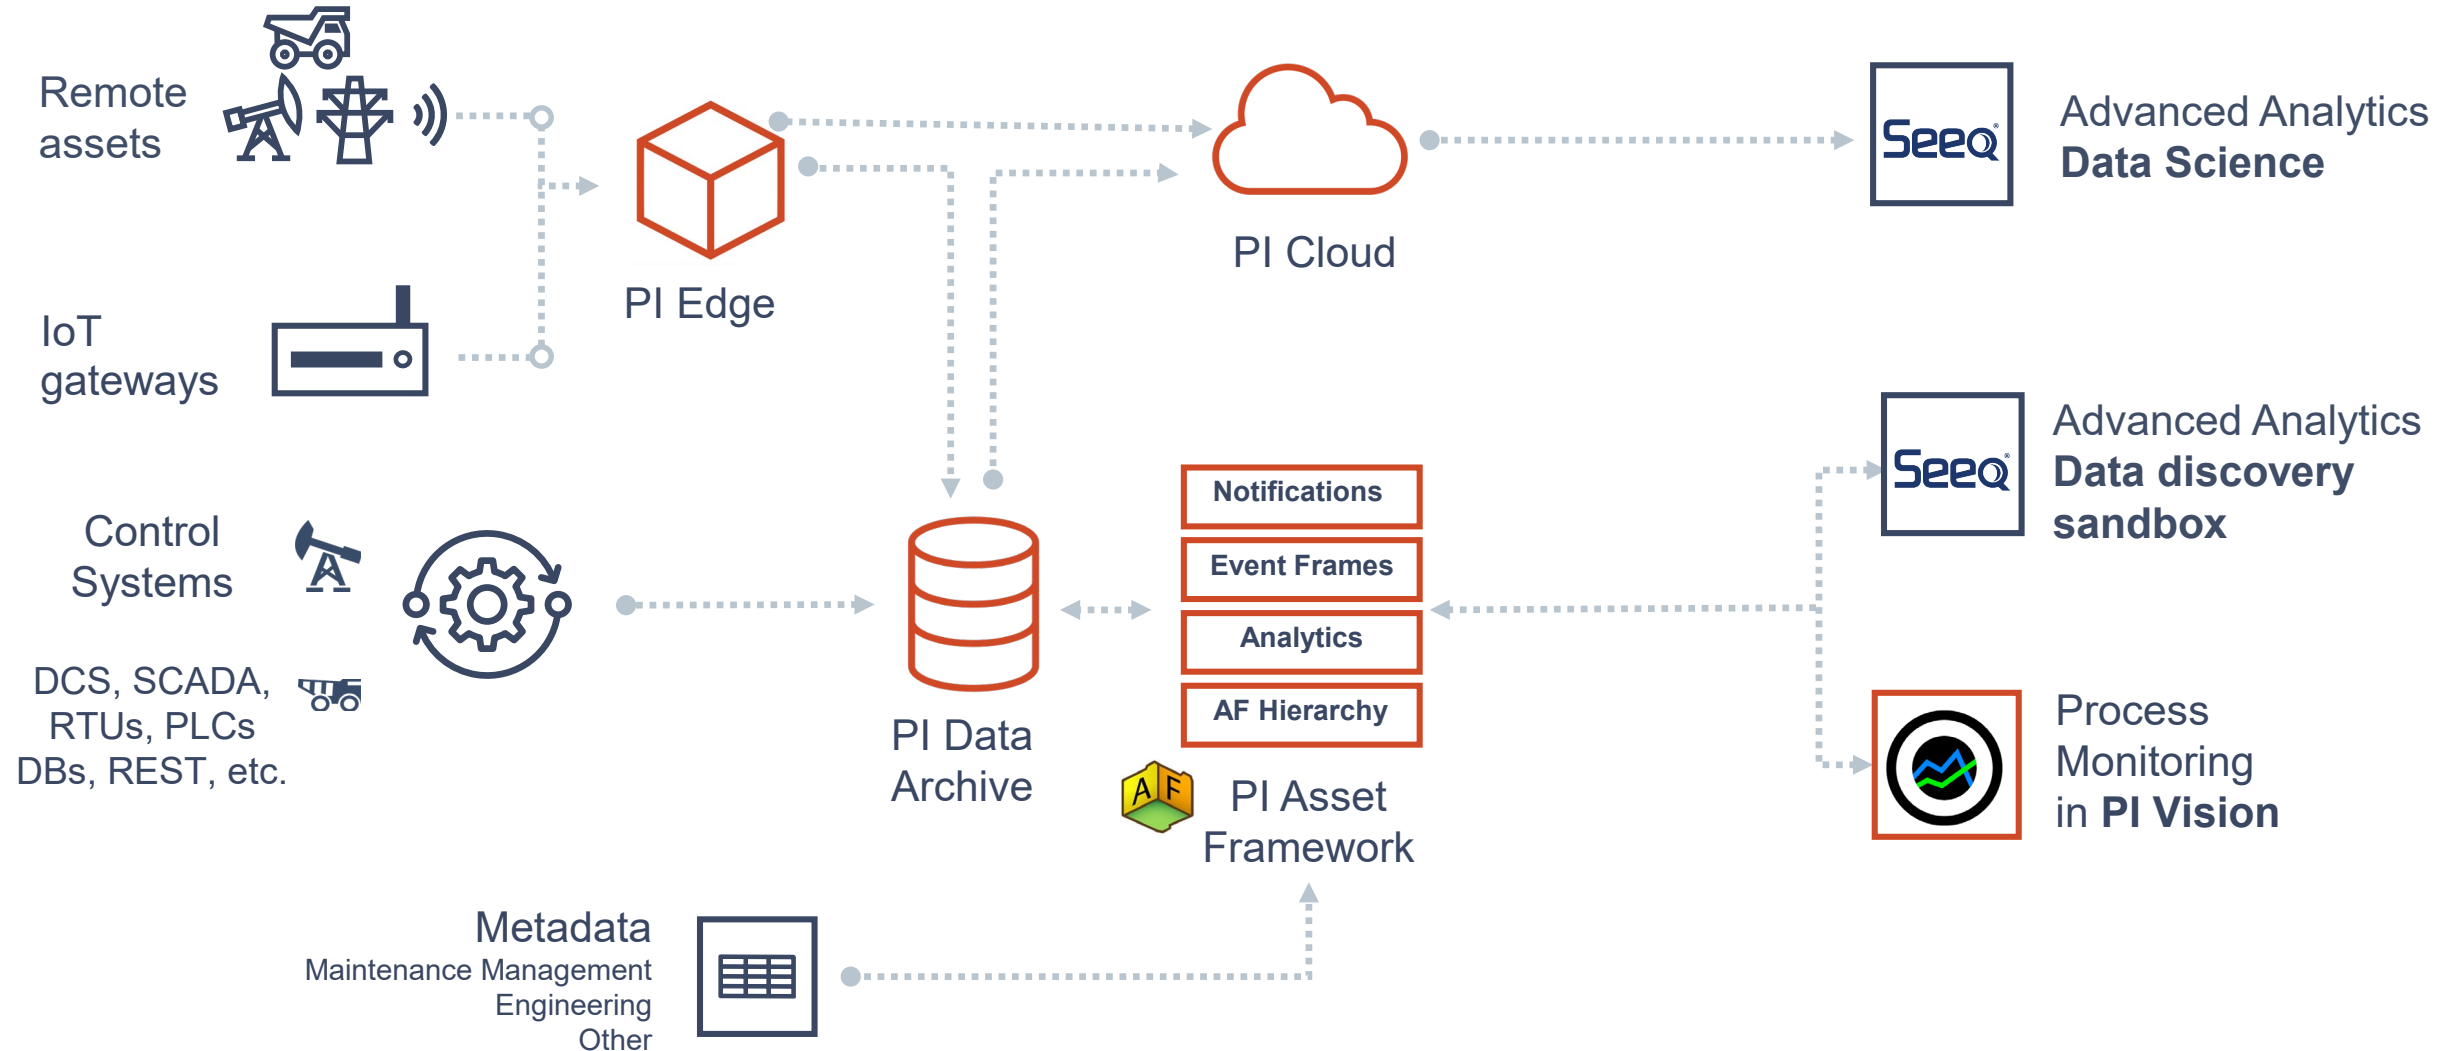 Remote
assets
IoT
gateways
Control
Systems
DCS, SCADA,
RTUs, PLCs
DBs, REST, etc.
PI Edge
PI Cloud
Seeq®
Advanced Analytics
Data Science
PI Data
Archive
Notifications
Event Frames
Analytics
AF Hierarchy
AF
PI Asset
Framework
Seeq®
Advanced Analytics
Data discovery
sandbox
Process
Monitoring
in PI Vision
Metadata
Maintenance Management
Engineering
Other